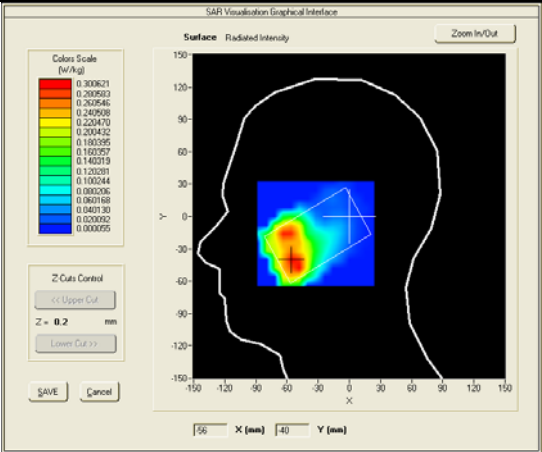 SAR Visualisation Graphical Interface
Surface Radiated Intensity
Zoom In/Out
Colors Scale
(W/kg)
0.300621
0.280583
0.260546
0.240508
0.220470
0.200432
0.180395
0.160357
0.140319
0.120281
0.100244
0.080206
0.060168
0.040130
0.020092
0.000055
150
120
90
60
30
0
-30
-60
-90
-120
-150
Y
-150 -120 -90 -60 -30 0 30 60 90 120 150
X
Z-Cuts Control
<< Upper Cut
Z = 0.2 mm
Lower Cut >>
SAVE Cancel
-56 X (mm) -40 Y (mm)